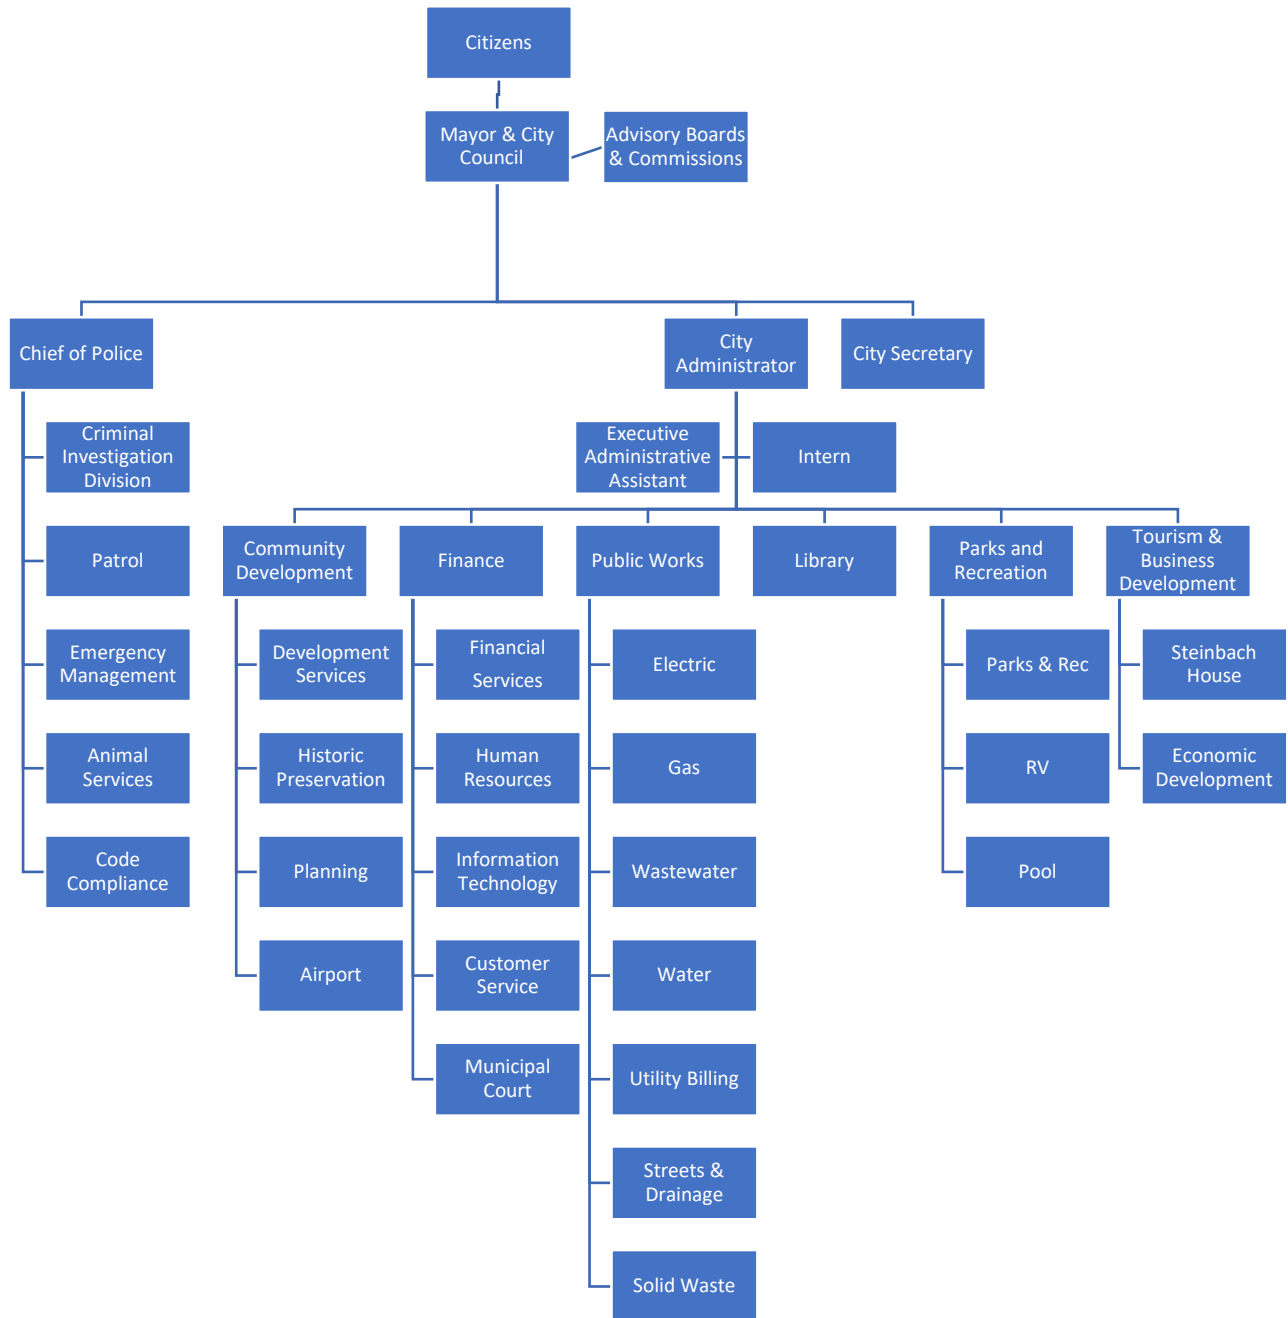 Citizens
Mayor & City
Council
Advisory Boards
& Commissions
Chief of Police
City
Administrator
City Secretary
Criminal
Investigation
Division
Executive
Administrative
Assistant
Intern
Patrol
Community
Development
Finance
Public Works
Library
Parks and
Recreation
Tourism &
Business
Development
Emergency
Management
Development
Services
Financial
Services
Electric
Parks & Rec
Steinbach
House
Animal
Services
Historic
Preservation
Human
Resources
Gas
RV
Economic
Development
Code
Compliance
Planning
Information
Technology
Wastewater
Pool
Airport
Customer
Service
Water
Municipal
Court
Utility Billing
Streets &
Drainage
Solid Waste